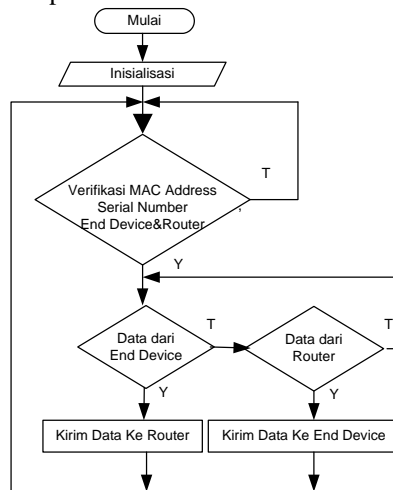 Mulai
Inisialisasi
T
Verifikasi MAC Address
Serial Number
End Device&Router
Y
Data dari
End Device
T
Data dari
Router
T
Y
Y
Kirim Data Ke Router
Kirim Data Ke End Device